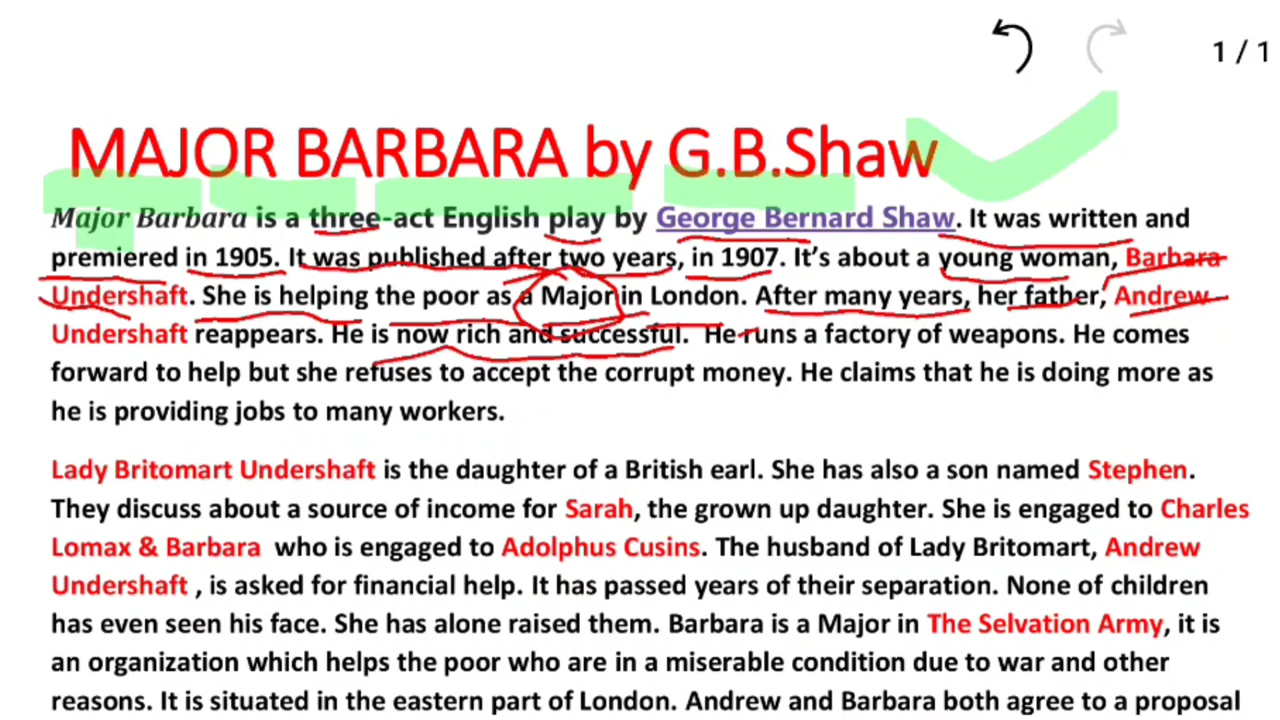 1 / 1
MAJOR BARBARA by G.B.Shaw
Major Barbara is a three-act English play by George Bernard Shaw. It was written and
premiered in 1905. It was published after two years, in 1907. It’s about a young woman, Barbara
Undershaft. She is helping the poor as a Major in London. After many years, her father, Andrew
Undershaft reappears. He is now rich and successful. He runs a factory of weapons. He comes
forward to help but she refuses to accept the corrupt money. He claims that he is doing more as
he is providing jobs to many workers.
Lady Britomart Undershaft is the daughter of a British earl. She has also a son named Stephen.
They discuss about a source of income for Sarah, the grown up daughter. She is engaged to Charles
Lomax & Barbara who is engaged to Adolphus Cusins. The husband of Lady Britomart, Andrew
Undershaft , is asked for financial help. It has passed years of their separation. None of children
has even seen his face. She has alone raised them. Barbara is a Major in The Selvation Army, it is
an organization which helps the poor who are in a miserable condition due to war and other
reasons. It is situated in the eastern part of London. Andrew and Barbara both agree to a proposal